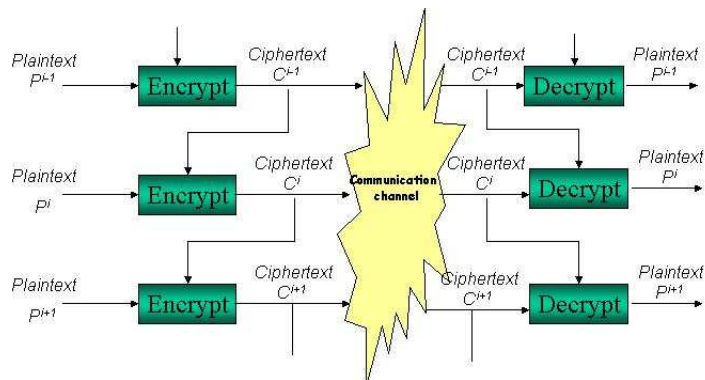 Plaintext
P^i-1
Encrypt
Ciphertext
C^i-1
Ciphertext
C^i-1
Decrypt
Plaintext
P^i-1
Plaintext
P^i
Encrypt
Ciphertext
C^i
Communication
channel
Ciphertext
C^i
Decrypt
Plaintext
P^i
Plaintext
P^i+1
Encrypt
Ciphertext
C^i+1
Ciphertext
C^i+1
Decrypt
Plaintext
P^i+1